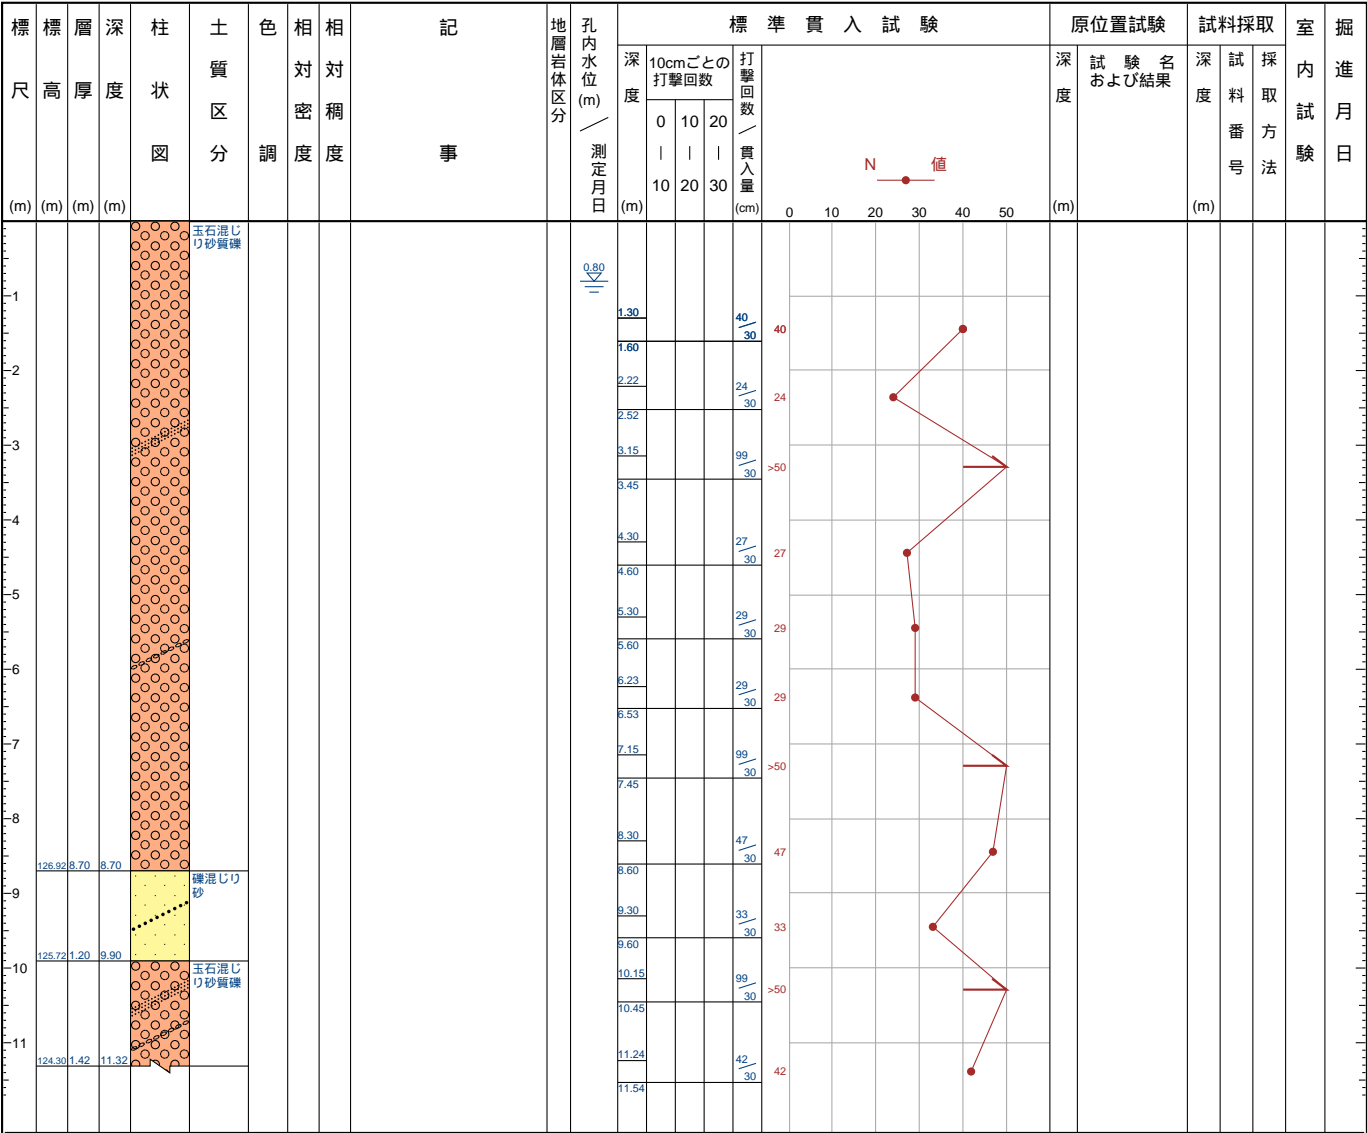 標尺
(m)
標高
(m)
層厚
(m)
深度
(m)
柱状図
土質区分
色調
相対密度
相対稠度
記事
地層岩体区分
孔内水位(m)／測定月日
標準貫入試験
深度
(m)
10cmごとの
打撃回数
0
|
10
10
|
20
20
|
30
打撃回数／貫入量
(cm)
N 値
0 10 20 30 40 50
原位置試験
深度
(m)
試験名
および結果
試料採取
深度
(m)
試料番号
採取方法
室内試験
掘進月日
玉石混じ
り砂質礫
0.80
1
1.30 40/30 40
1.60
2
2.22 24/30 24
2.52
3
3.15 99/30 >50
3.45
4
4.30 27/30 27
4.60
5
5.30 29/30 29
5.60
6
6.23 29/30 29
6.53
7
7.15 99/30 >50
7.45
8
8.30 47/30 47
8.60
126.92 8.70 8.70
礫混じり
砂
9
9.30 33/30 33
9.60
125.72 1.20 9.90
玉石混じ
り砂質礫
10
10.15 99/30 >50
10.45
11
11.24 42/30 42
124.30 1.42 11.32
11.54